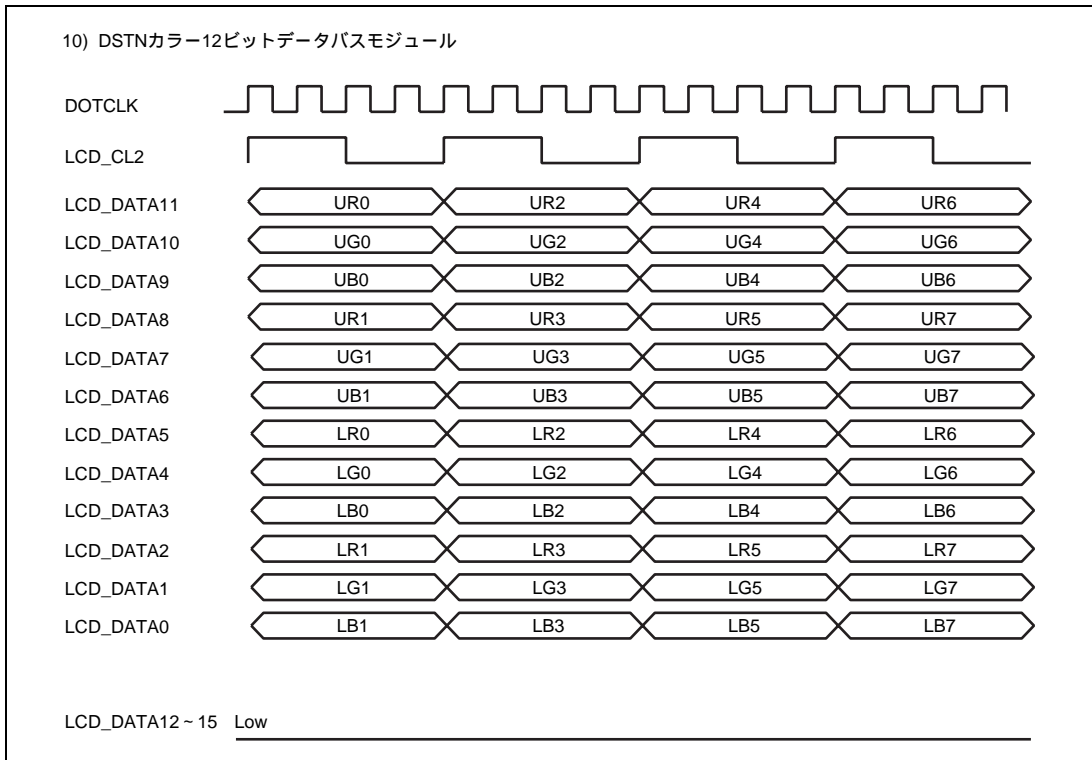 10) DSTNカラー12ビットデータバスモジュール
DOTCLK
LCD_CL2
LCD_DATA11 UR0 UR2 UR4 UR6
LCD_DATA10 UG0 UG2 UG4 UG6
LCD_DATA9 UB0 UB2 UB4 UB6
LCD_DATA8 UR1 UR3 UR5 UR7
LCD_DATA7 UG1 UG3 UG5 UG7
LCD_DATA6 UB1 UB3 UB5 UB7
LCD_DATA5 LR0 LR2 LR4 LR6
LCD_DATA4 LG0 LG2 LG4 LG6
LCD_DATA3 LB0 LB2 LB4 LB6
LCD_DATA2 LR1 LR3 LR5 LR7
LCD_DATA1 LG1 LG3 LG5 LG7
LCD_DATA0 LB1 LB3 LB5 LB7
LCD_DATA12～15 Low